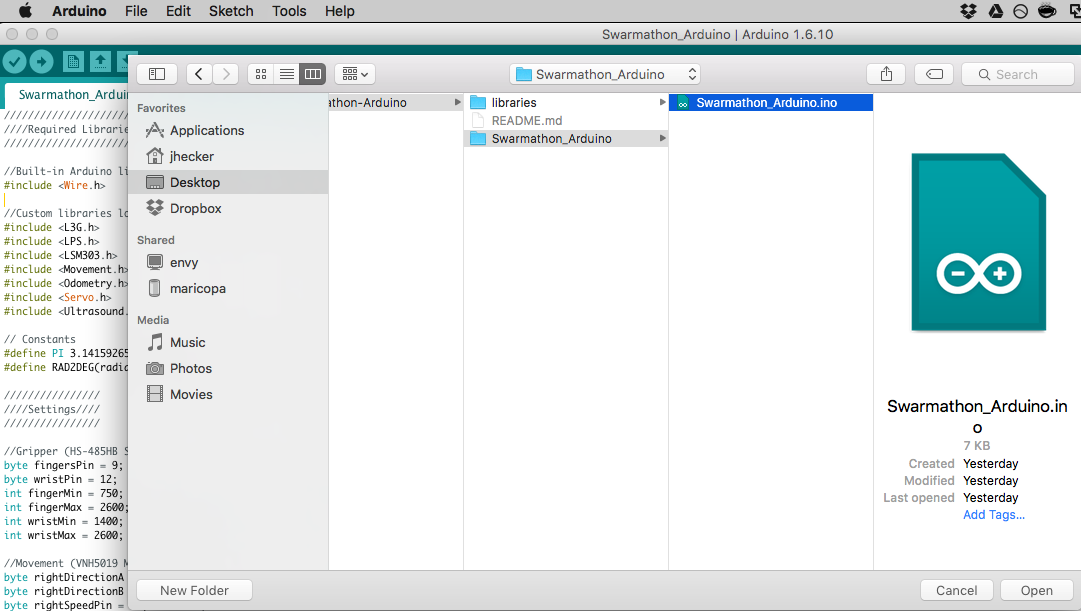 Arduino File Edit Sketch Tools Help
Swarmathon_Arduino | Arduino 1.6.10
Swarmathon_Arduino
Search
Swarmathon_Ardui
/////////////////////
////Required Librarie
/////////////////////
//Built-in Arduino li
#include <Wire.h>
//Custom libraries lo
#include <L3G.h>
#include <LPS.h>
#include <LSM303.h>
#include <Movement.h>
#include <Odometry.h>
#include <Servo.h>
#include <Ultrasound.
// Constants
#define PI 3.14159265
#define RAD2DEG(radia
////////////////
////Settings////
////////////////
//Gripper (HS-485HB S
byte fingersPin = 9;
byte wristPin = 12;
int fingerMin = 750;
int fingerMax = 2600;
int wristMin = 1400;
int wristMax = 2600;
//Movement (VNH5019 M
byte rightDirectionA
byte rightDirectionB
byte rightSpeedPin =
Favorites
Applications
jhecker
Desktop
Dropbox
Shared
envy
maricopa
Media
Music
Photos
Movies
athon-Arduino
libraries
README.md
Swarmathon_Arduino
Swarmathon_Arduino.ino
Swarmathon_Arduino.in
o
7 KB
Created Yesterday
Modified Yesterday
Last opened Yesterday
Add Tags...
New Folder
Cancel
Open